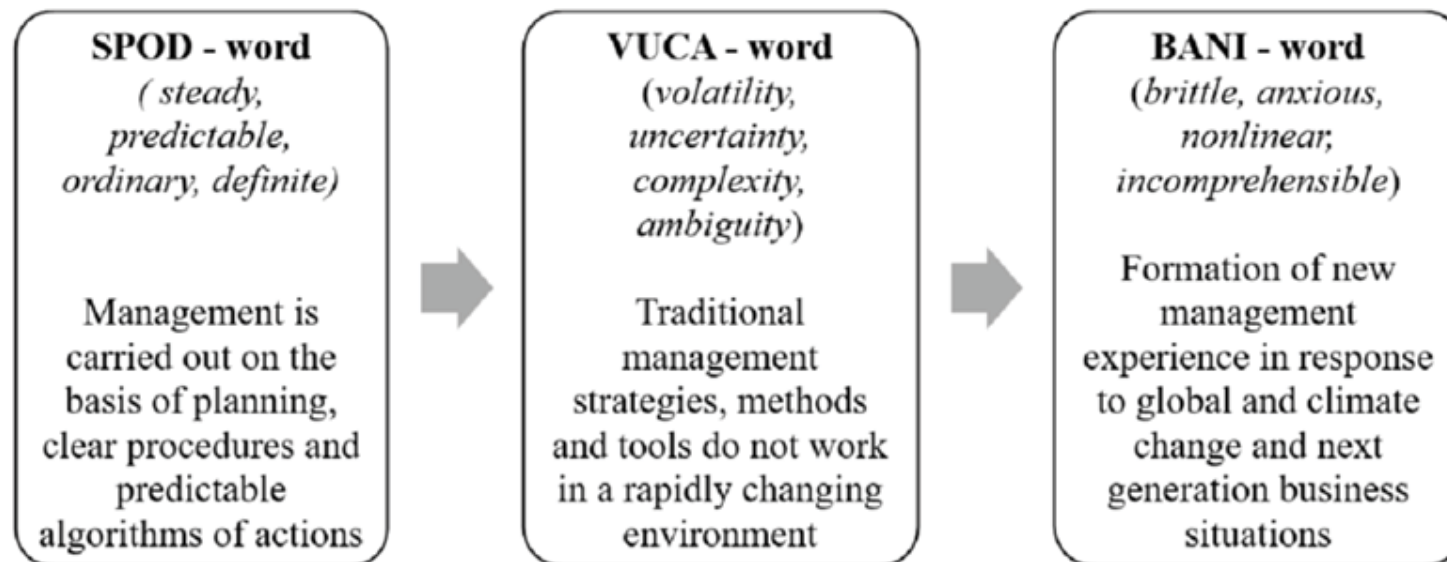 SPOD - word
( steady,
predictable,
ordinary, definite)
Management is
carried out on the
basis of planning,
clear procedures and
predictable
algorithms of actions
VUCA - word
(volatility,
uncertainty,
complexity,
ambiguity)
Traditional
management
strategies, methods
and tools do not work
in a rapidly changing
environment
BANI - word
(brittle, anxious,
nonlinear,
incomprehensible)
Formation of new
management
experience in response
to global and climate
change and next
generation business
situations